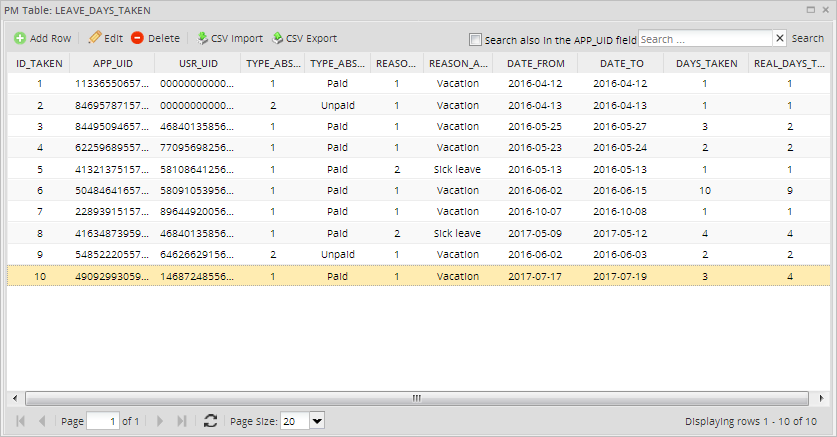 PM Table: LEAVE_DAYS_TAKEN
Add Row Edit Delete CSV Import CSV Export Search also in the APP_UID field Search ... Search
ID_TAKEN APP_UID USR_UID TYPE_ABS... TYPE_ABS... REASO... REASON_A... DATE_FROM DATE_TO DAYS_TAKEN REAL_DAYS_T...
1 11336550657... 00000000000... 1 Paid 1 Vacation 2016-04-12 2016-04-12 1 1
2 84695787157... 00000000000... 2 Unpaid 1 Vacation 2016-04-13 2016-04-13 1 1
3 84495094657... 46840135856... 1 Paid 1 Vacation 2016-05-25 2016-05-27 3 2
4 62259689557... 77095698256... 1 Paid 1 Vacation 2016-05-23 2016-05-24 2 2
5 41321375157... 58108641256... 1 Paid 2 Sick leave 2016-05-13 2016-05-13 1 1
6 50484641657... 58091053956... 1 Paid 1 Vacation 2016-06-02 2016-06-15 10 9
7 22893915157... 89644920056... 1 Paid 1 Vacation 2016-10-07 2016-10-08 1 1
8 41634873959... 46840135856... 1 Paid 2 Sick leave 2017-05-09 2017-05-12 4 4
9 54852220557... 64626629156... 2 Unpaid 1 Vacation 2016-06-02 2016-06-03 2 2
10 49092993059... 14687248556... 1 Paid 1 Vacation 2017-07-17 2017-07-19 3 4
Page 1 of 1 Page Size: 20 Displaying rows 1 - 10 of 10